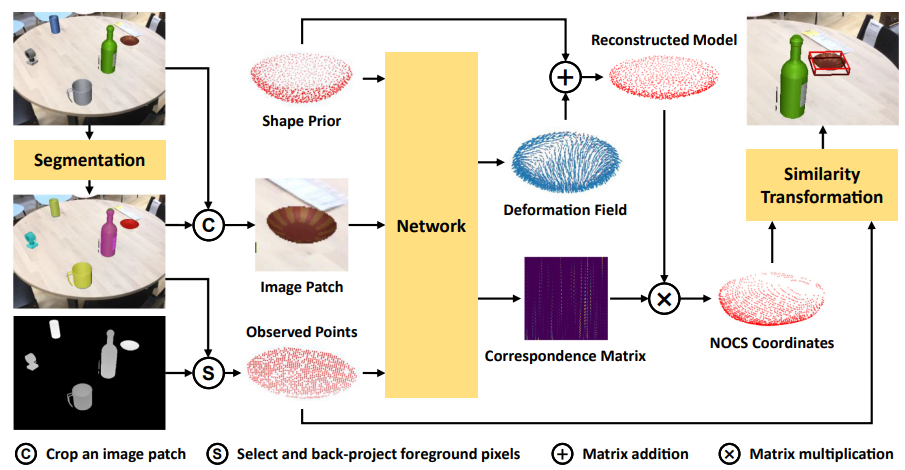 Segmentation
Shape Prior
Image Patch
Observed Points
Network
Reconstructed Model
Deformation Field
Correspondence Matrix
NOCS Coordinates
Similarity
Transformation
+
C
S
×
C Crop an image patch
S Select and back-project foreground pixels
+ Matrix addition
× Matrix multiplication